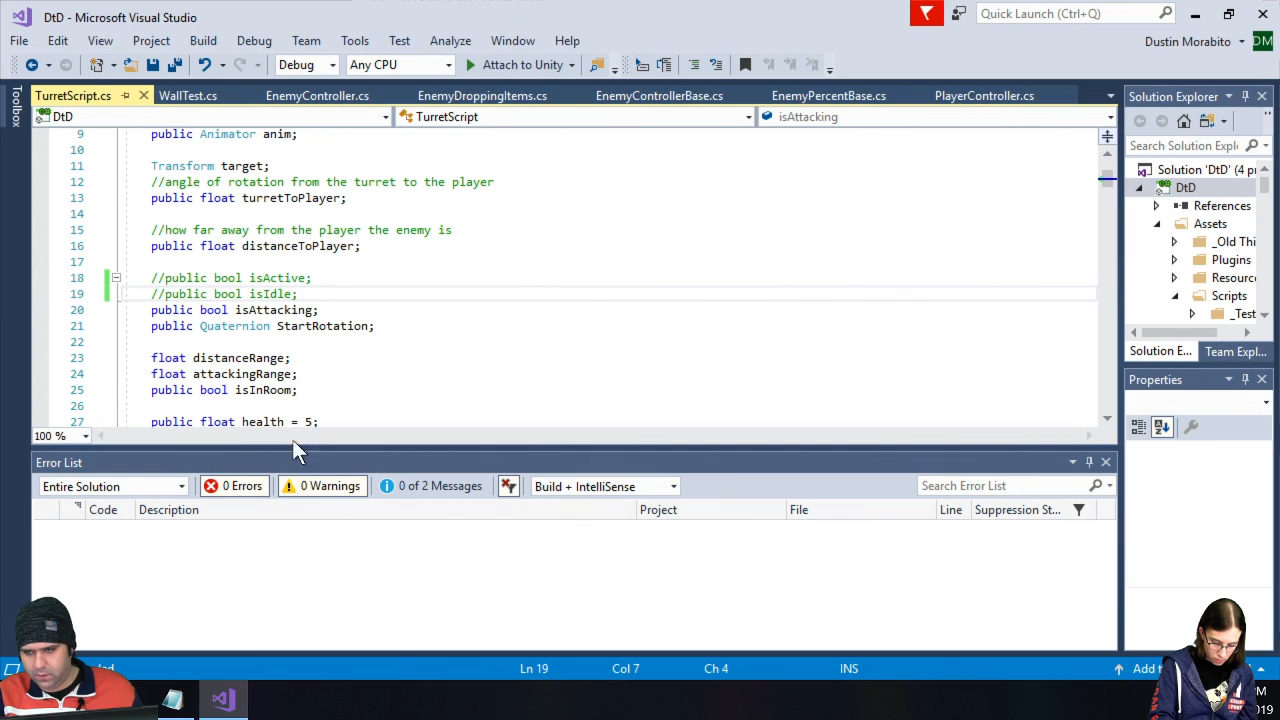 DtD - Microsoft Visual Studio
Quick Launch (Ctrl+Q)
File Edit View Project Build Debug Team Tools Test Analyze Window Help
Dustin Morabito
DM
Debug Any CPU Attach to Unity
Toolbox
TurretScript.cs WallTest.cs EnemyController.cs EnemyDroppingItems.cs EnemyControllerBase.cs EnemyPercentBase.cs PlayerController.cs
DtD TurretScript isAttacking
9 public Animator anim;
10
11 Transform target;
12 //angle of rotation from the turret to the player
13 public float turretToPlayer;
14
15 //how far away from the player the enemy is
16 public float distanceToPlayer;
17
18 //public bool isActive;
19 //public bool isIdle;
20 public bool isAttacking;
21 public Quaternion StartRotation;
22
23 float distanceRange;
24 float attackingRange;
25 public bool isInRoom;
26
27 public float health = 5;
100 %
Error List
Entire Solution 0 Errors 0 Warnings 0 of 2 Messages Build + IntelliSense Search Error List
Code Description Project File Line Suppression St...
Solution Explorer
Search Solution Expl
Solution 'DtD' (4 p
DtD
References
Assets
_Old Thi
Plugins
Resourc
Scripts
_Test
Solution E... Team Expl...
Properties
Ln 19 Col 7 Ch 4 INS Add t